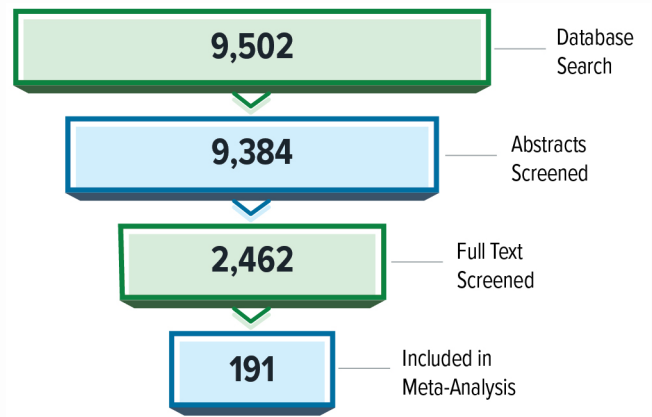 9,502
Database
Search
9,384
Abstracts
Screened
2,462
Full Text
Screened
191
Included in
Meta-Analysis